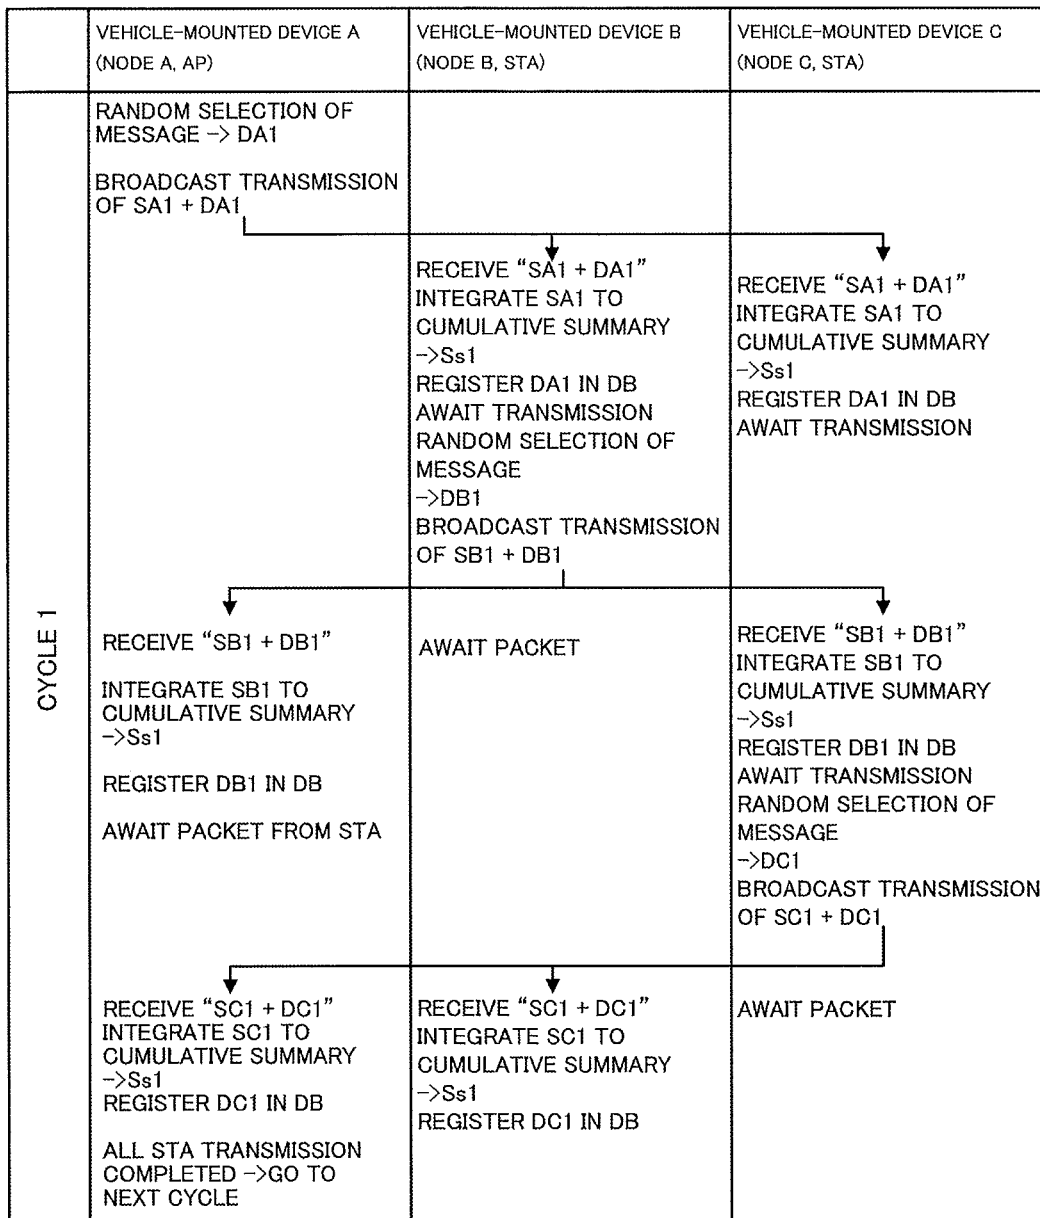 VEHICLE-MOUNTED DEVICE A
(NODE A, AP)
VEHICLE-MOUNTED DEVICE B
(NODE B, STA)
VEHICLE-MOUNTED DEVICE C
(NODE C, STA)
CYCLE 1
RANDOM SELECTION OF
MESSAGE -> DA1
BROADCAST TRANSMISSION
OF SA1 + DA1
RECEIVE “SA1 + DA1”
INTEGRATE SA1 TO
CUMULATIVE SUMMARY
->Ss1
REGISTER DA1 IN DB
AWAIT TRANSMISSION
RANDOM SELECTION OF
MESSAGE
->DB1
BROADCAST TRANSMISSION
OF SB1 + DB1
RECEIVE “SA1 + DA1”
INTEGRATE SA1 TO
CUMULATIVE SUMMARY
->Ss1
REGISTER DA1 IN DB
AWAIT TRANSMISSION
RECEIVE “SB1 + DB1”
INTEGRATE SB1 TO
CUMULATIVE SUMMARY
->Ss1
REGISTER DB1 IN DB
AWAIT PACKET FROM STA
AWAIT PACKET
RECEIVE “SB1 + DB1”
INTEGRATE SB1 TO
CUMULATIVE SUMMARY
->Ss1
REGISTER DB1 IN DB
AWAIT TRANSMISSION
RANDOM SELECTION OF
MESSAGE
->DC1
BROADCAST TRANSMISSION
OF SC1 + DC1
RECEIVE “SC1 + DC1”
INTEGRATE SC1 TO
CUMULATIVE SUMMARY
->Ss1
REGISTER DC1 IN DB
ALL STA TRANSMISSION
COMPLETED ->GO TO
NEXT CYCLE
RECEIVE “SC1 + DC1”
INTEGRATE SC1 TO
CUMULATIVE SUMMARY
->Ss1
REGISTER DC1 IN DB
AWAIT PACKET